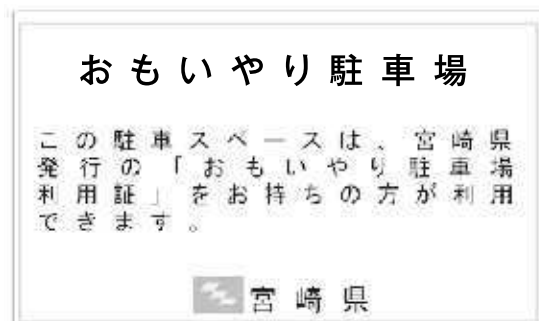 おもいやり駐車場
この駐車スペースは、宮崎県
発行の「おもいやり駐車場
利用証」をお持ちの方が利用
できます。
宮崎県